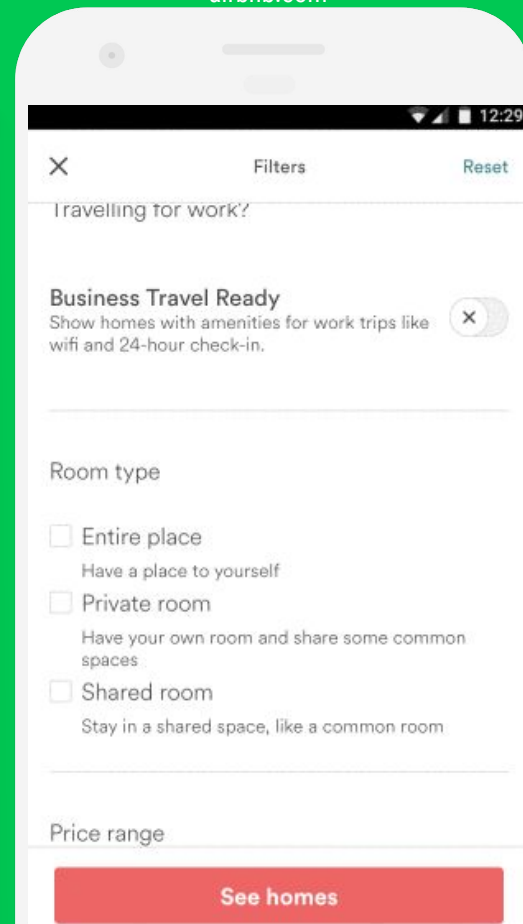 airbnb.com
12:29
Filters
Reset
Travelling for work?
Business Travel Ready
Show homes with amenities for work trips like
wifi and 24-hour check-in.
Room type
Entire place
Have a place to yourself
Private room
Have your own room and share some common
spaces
Shared room
Stay in a shared space, like a common room
Price range
See homes